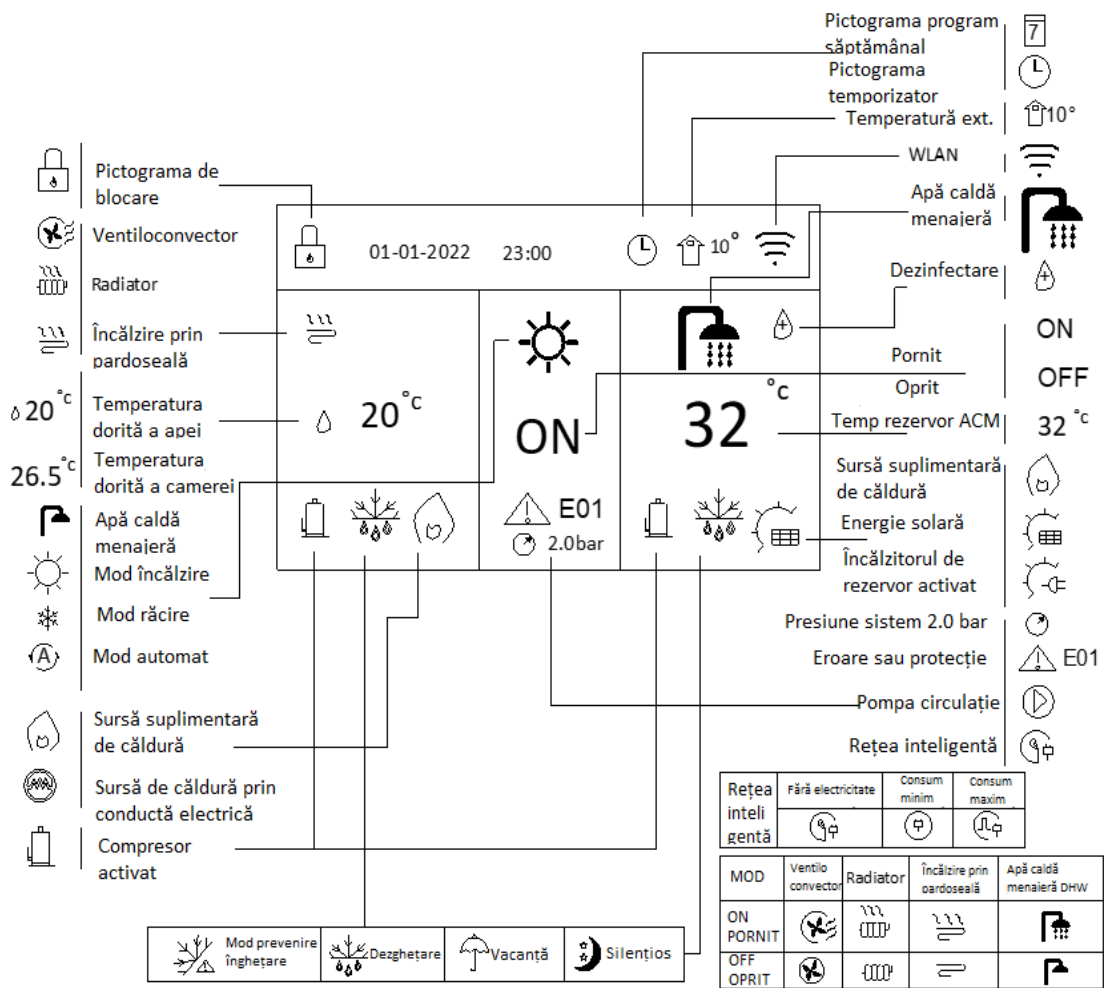 Pictograma program
săptămânal
7
Pictograma
temporizator
Temperatură ext.
10°
WLAN
Apă caldă
menajeră
Dezinfectare
ON
Pornit
Oprit
OFF
Temp rezervor ACM
32 °c
Sursă suplimentară
de căldură
Energie solară
Încălzitorul de
rezervor activat
Presiune sistem 2.0 bar
Eroare sau protecție
E01
Pompa circulație
Rețea inteligentă
Pictograma de
blocare
Ventiloconvector
Radiator
Încălzire prin
pardoseală
20 °c
Temperatura
dorită a apei
26.5 °c
Temperatura
dorită a camerei
Apă caldă
menajeră
Mod încălzire
Mod răcire
A
Mod automat
Sursă suplimentară
de căldură
Sursă de căldură prin
conductă electrică
Compresor
activat
01-01-2022 23:00
10°
20 °c
ON
32 °c
E01
2.0bar
Mod prevenire
înghețare
Dezghețare
Vacanță
Silențios
Rețea
inteli
gentă
Fără electricitate
Consum
minim
Consum
maxim
MOD
Ventilo
convector
Radiator
Încălzire prin
pardoseală
Apă caldă
menaieră DHW
ON
PORNIT
OFF
OPRIT